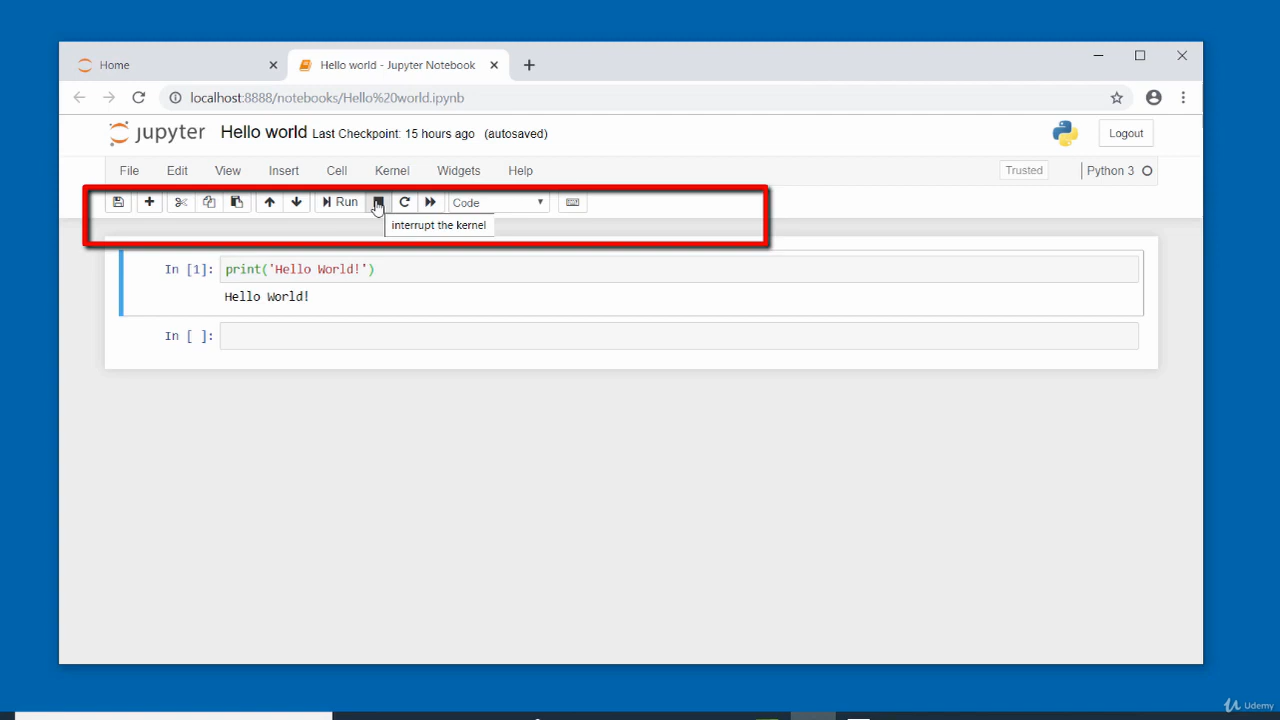 Home
Hello world - Jupyter Notebook
localhost:8888/notebooks/Hello%20world.ipynb
jupyter Hello world Last Checkpoint: 15 hours ago (autosaved)
Logout
File Edit View Insert Cell Kernel Widgets Help
Trusted
Python 3
Run
Code
interrupt the kernel
In [1]: print('Hello World!')
Hello World!
In [ ]:
Udemy